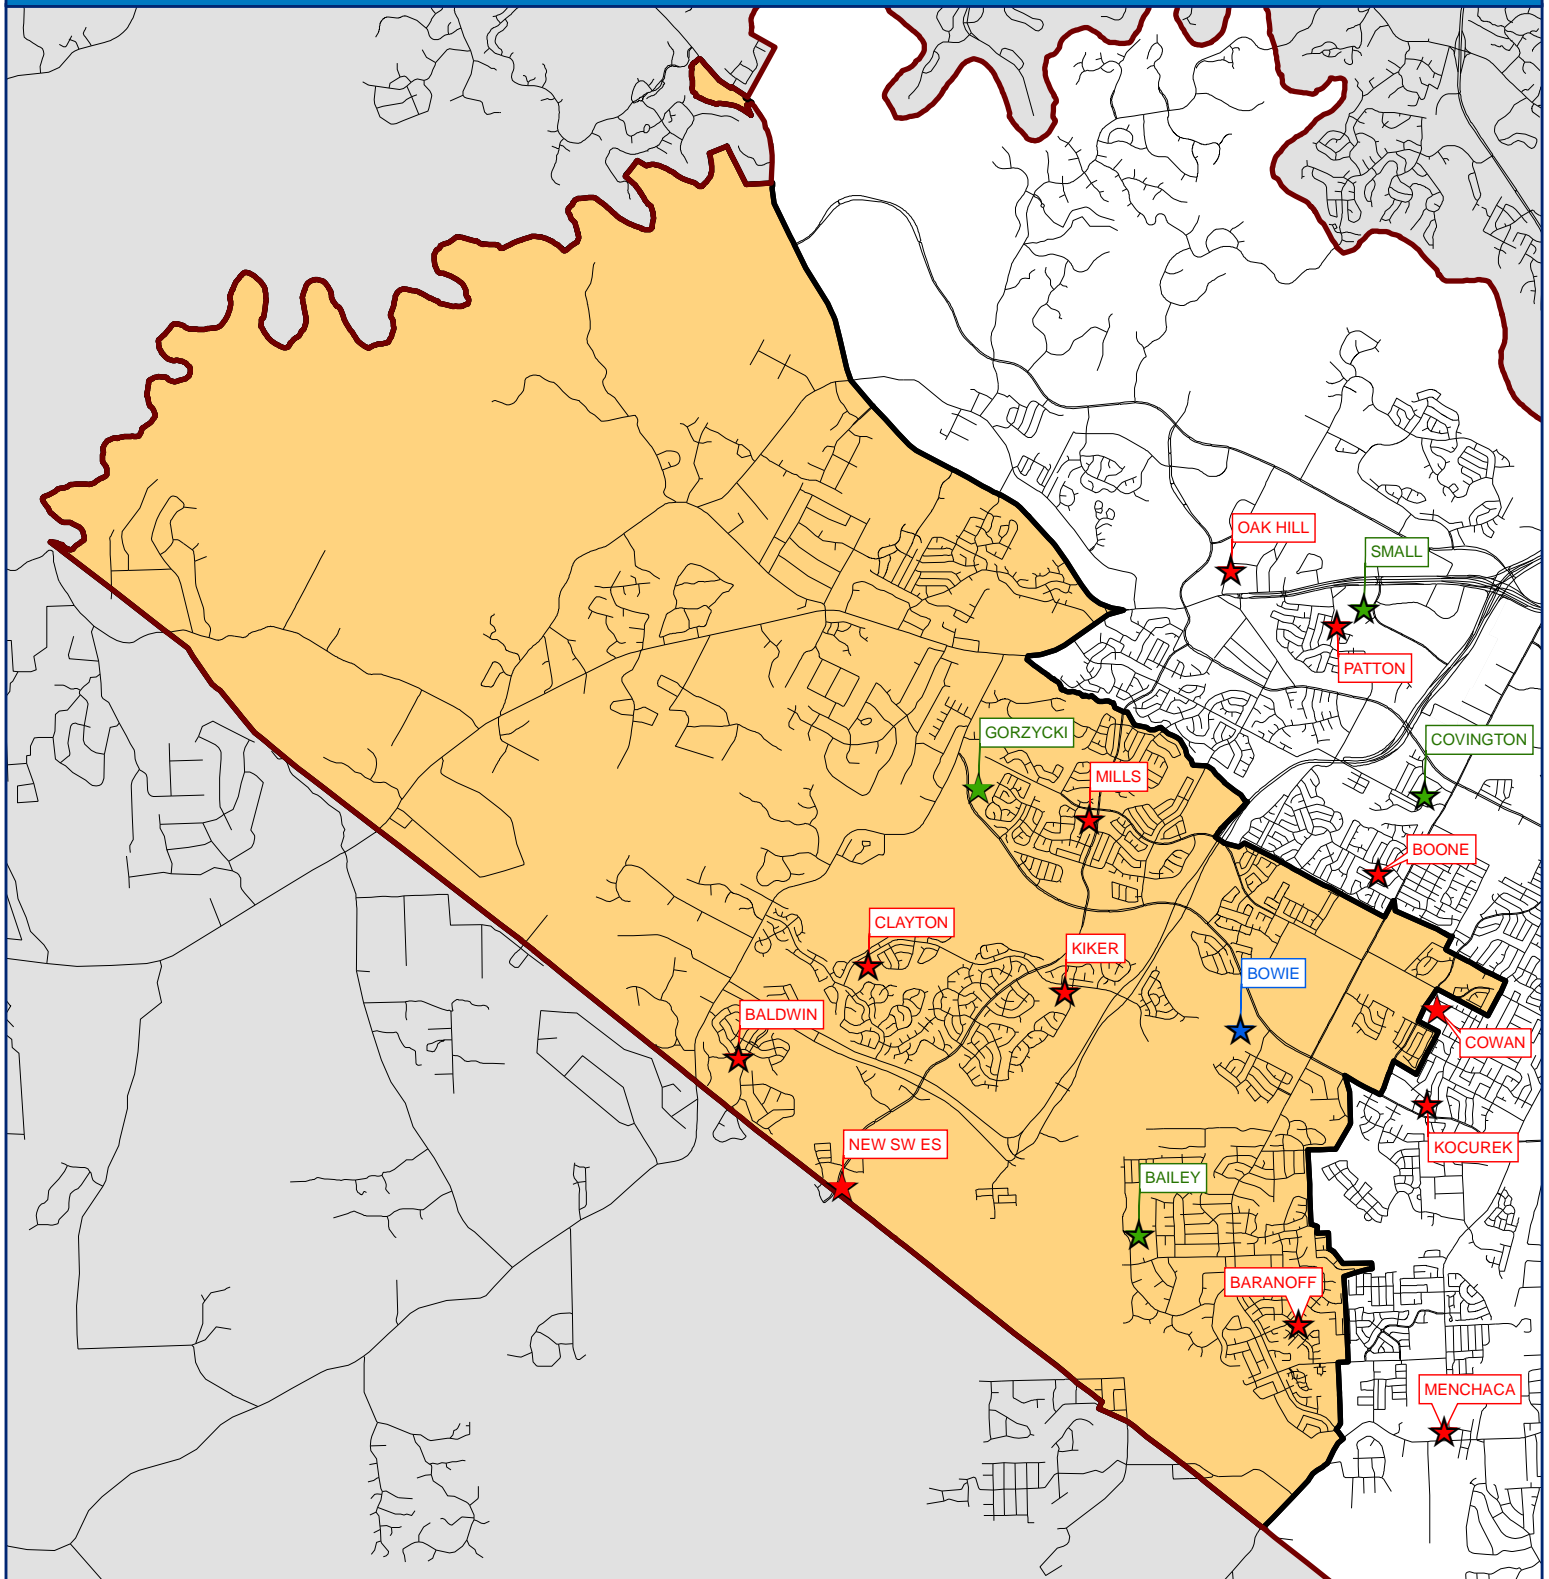 OAK HILL
SMALL
PATTON
GORZYCKI
COVINGTON
MILLS
BOONE
CLAYTON
KIKER
BOWIE
BALDWIN
COWAN
NEW SW ES
KOCUREK
BAILEY
BARANOFF
MENCHACA